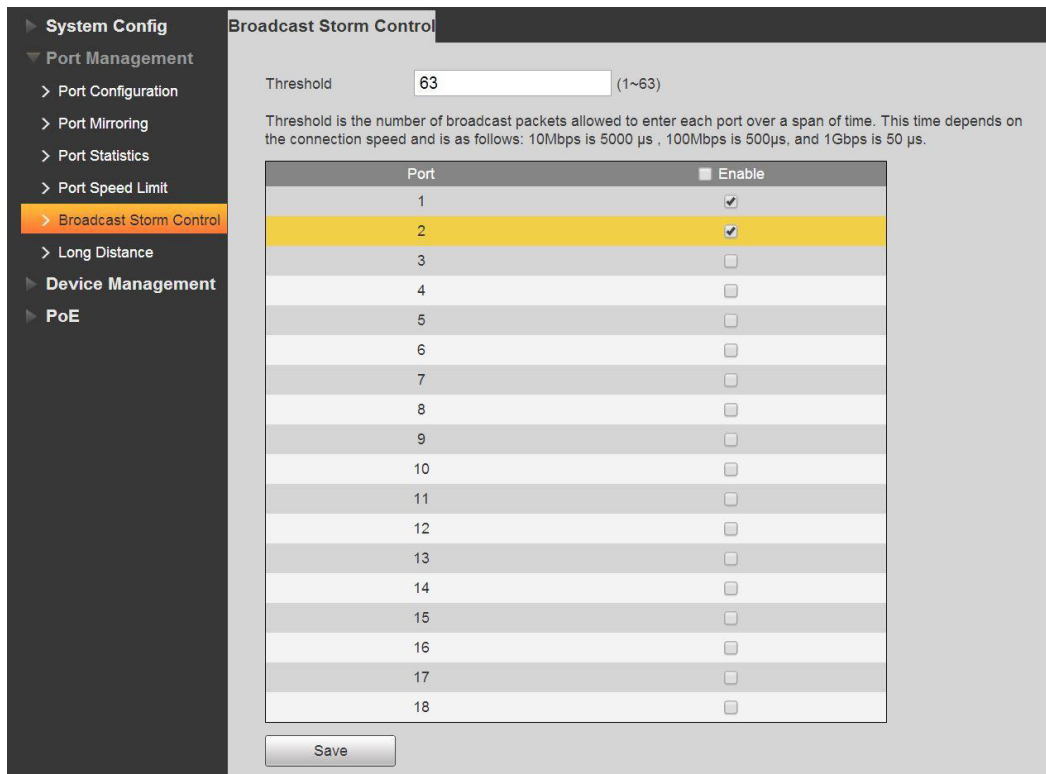 System Config
Port Management
Port Configuration
Port Mirroring
Port Statistics
Port Speed Limit
Broadcast Storm Control
Long Distance
Device Management
PoE
Broadcast Storm Control
Threshold 63 (1~63)
Threshold is the number of broadcast packets allowed to enter each port over a span of time. This time depends on
the connection speed and is as follows: 10Mbps is 5000 µs , 100Mbps is 500µs, and 1Gbps is 50 µs.
Port Enable
1
2
3
4
5
6
7
8
9
10
11
12
13
14
15
16
17
18
Save